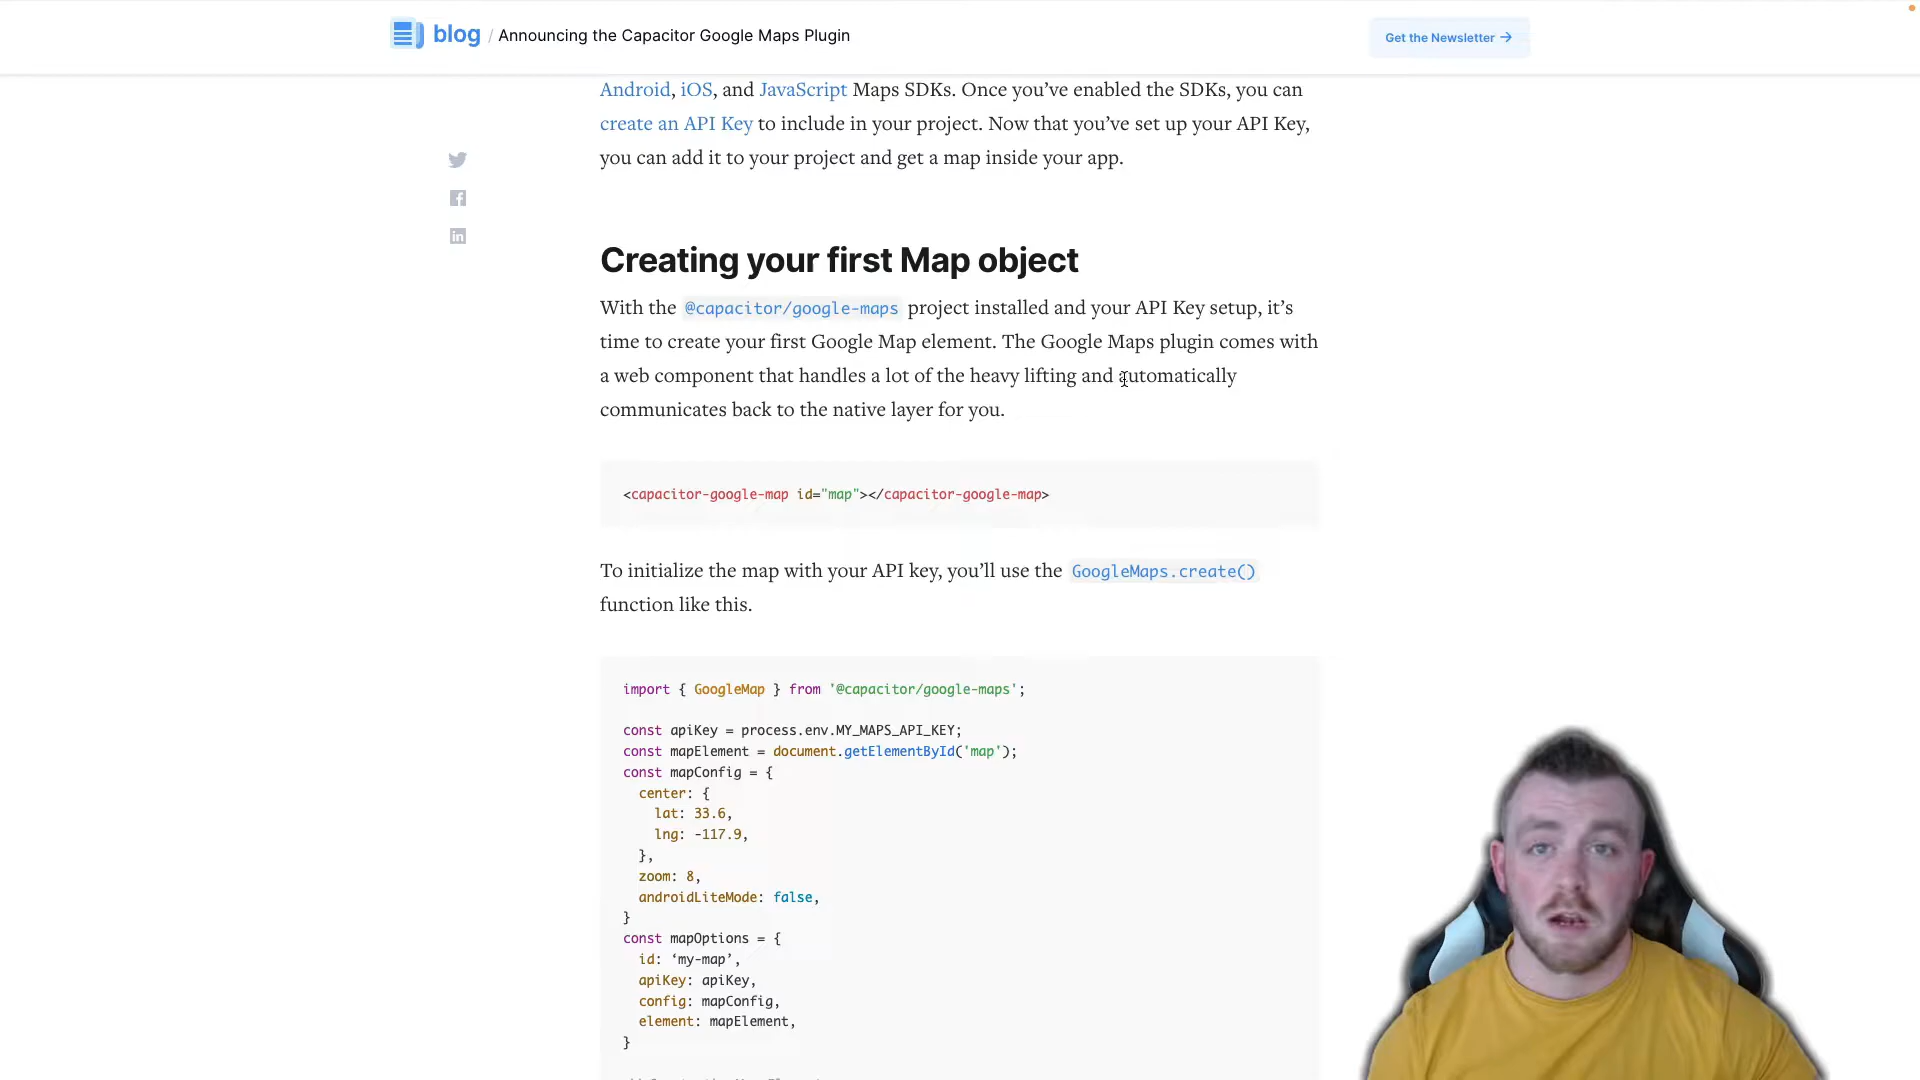 blog / Announcing the Capacitor Google Maps Plugin
Get the Newsletter →
Android, iOS, and JavaScript Maps SDKs. Once you’ve enabled the SDKs, you can
create an API Key to include in your project. Now that you’ve set up your API Key,
you can add it to your project and get a map inside your app.
Creating your first Map object
With the @capacitor/google-maps project installed and your API Key setup, it’s
time to create your first Google Map element. The Google Maps plugin comes with
a web component that handles a lot of the heavy lifting and automatically
communicates back to the native layer for you.
<capacitor-google-map id="map"></capacitor-google-map>
To initialize the map with your API key, you’ll use the GoogleMaps.create()
function like this.
import { GoogleMap } from '@capacitor/google-maps';
const apiKey = process.env.MY_MAPS_API_KEY;
const mapElement = document.getElementById('map');
const mapConfig = {
center: {
lat: 33.6,
lng: -117.9,
},
zoom: 8,
androidLiteMode: false,
}
const mapOptions = {
id: ‘my-map’,
apiKey: apiKey,
config: mapConfig,
element: mapElement,
}